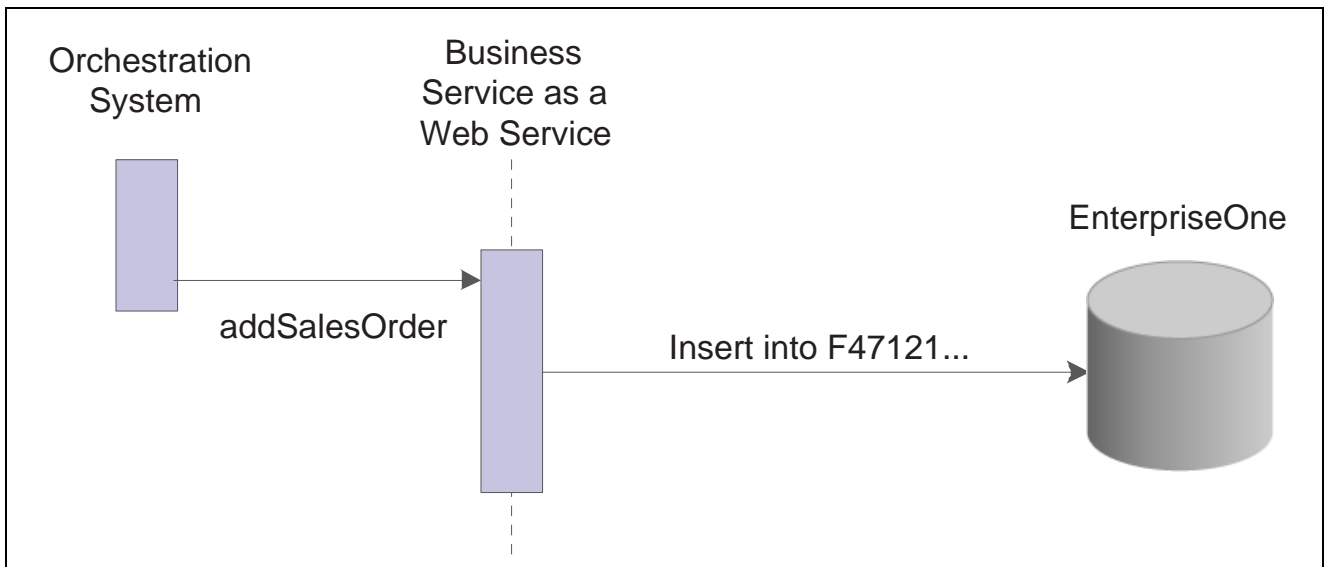 Orchestration
System
Business
Service as a
Web Service
EnterpriseOne
addSalesOrder
Insert into F47121...